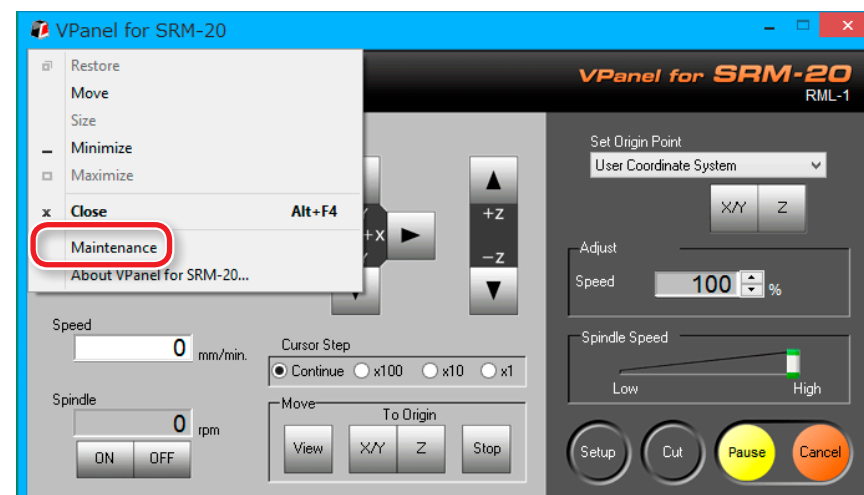 VPanel for SRM-20
Restore
Move
Size
Minimize
Maximize
x Close Alt+F4
Maintenance
About VPanel for SRM-20...
VPanel for SRM-20
RML-1
+x
+z
-z
Speed
0 mm/min.
Spindle
0 rpm
ON OFF
Cursor Step
Continue x100 x10 x1
Move
To Origin
View X/Y Z Stop
Set Origin Point
User Coordinate System
X/Y Z
Adjust
Speed 100 %
Spindle Speed
Low High
Setup Cut Pause Cancel